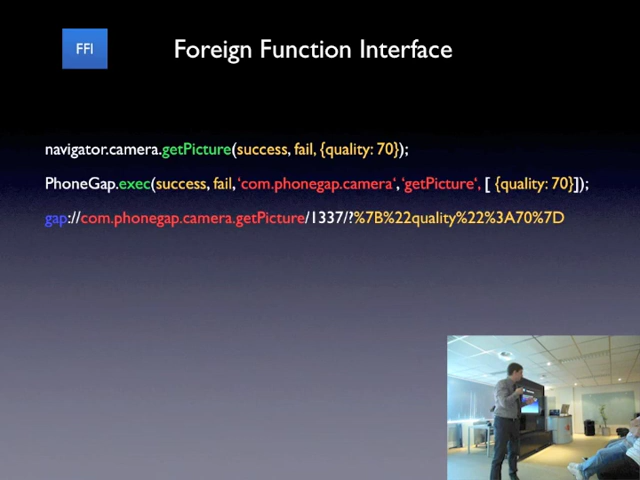 FFI
Foreign Function Interface
navigator.camera.getPicture(success, fail, {quality: 70});
PhoneGap.exec(success, fail, 'com.phonegap.camera', 'getPicture', [ {quality: 70}]);
gap://com.phonegap.camera.getPicture/1337/?%7B%22quality%22%3A70%7D